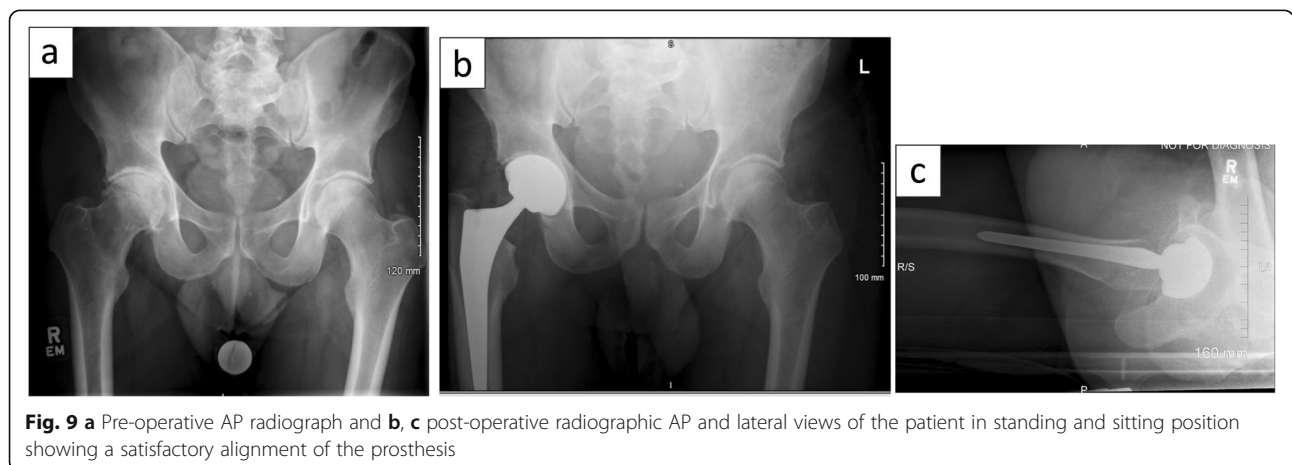 a
120 mm
R
EM
b
S
L
100 mm
I
c
A
NOT FOR DIAGNOSIS
R
EM
R/S
160 mm
P
Fig. 9 a Pre-operative AP radiograph and b, c post-operative radiographic AP and lateral views of the patient in standing and sitting position
showing a satisfactory alignment of the prosthesis